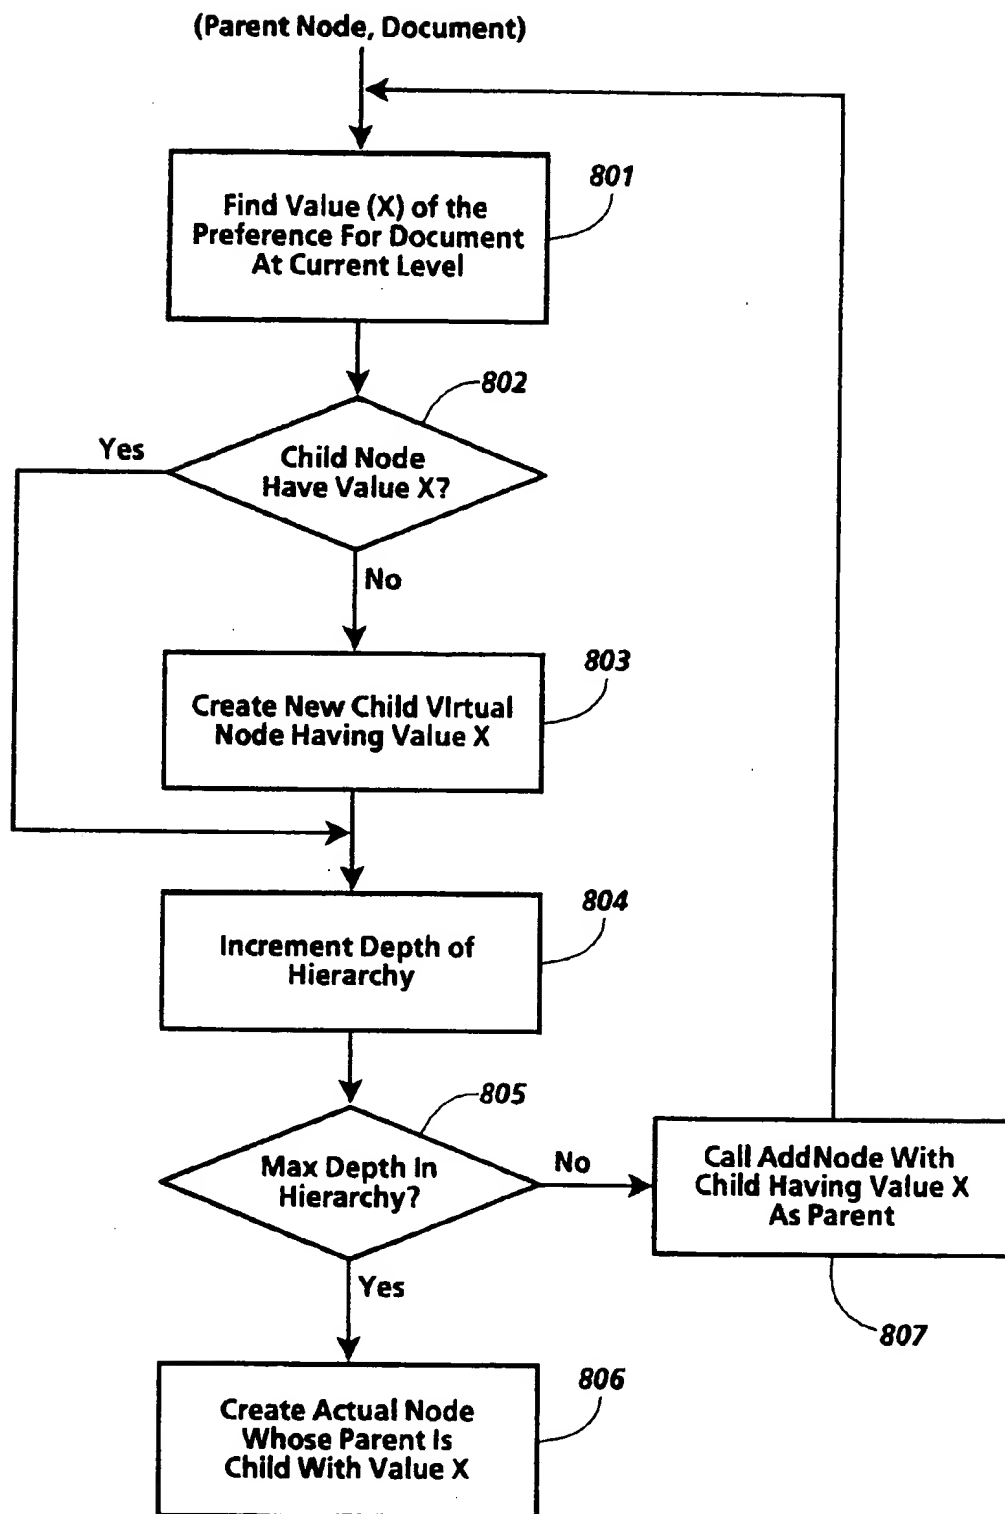 (Parent Node, Document)
801
Find Value (X) of the
Preference For Document
At Current Level
802
Yes
Child Node
Have Value X?
No
803
Create New Child Virtual
Node Having Value X
804
Increment Depth of
Hierarchy
805
Max Depth In
Hierarchy?
No
Call AddNode With
Child Having Value X
As Parent
Yes
807
806
Create Actual Node
Whose Parent Is
Child With Value X